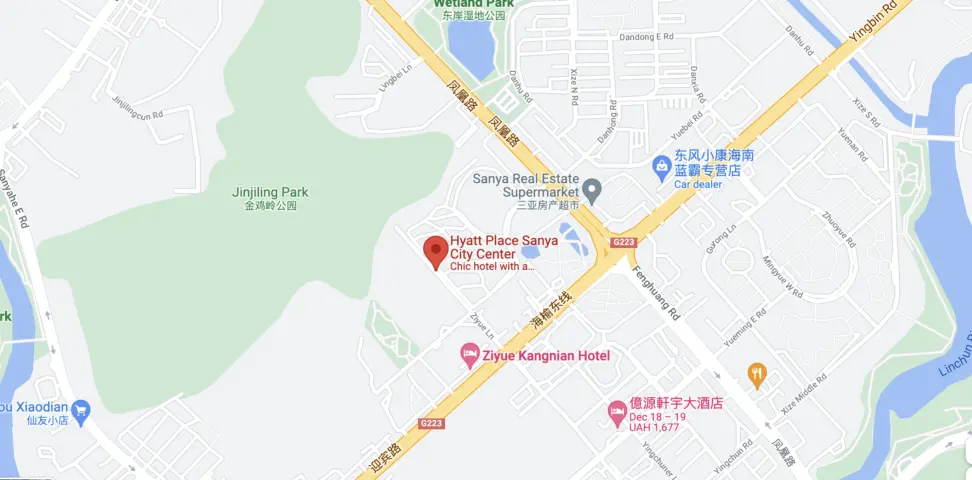 Wetland Park
东岸湿地公园
Dandong E Rd
Danhu Rd
Yingbin Rd
Lvngbei Ln
凤凰路
凤凰路
Danhu Rd
Xize N Rd
Danxia Rd
Danhong Rd
Yuebei Rd
Xize S Rd
Yuenan Rd
Jinjilingcun Rd
Sanyahe E Rd
Jinjiling Park
金鸡岭公园
Sanya Real Estate
Supermarket
三亚房产超市
东风小康海南
蓝霸专营店
Car dealer
Hyatt Place Sanya
City Center
Chic hotel with a...
G223
Gurong Ln
Zhuoyue Rd
Mingyue W Rd
Fenghuang Rd
Yueming E Rd
海榆东线
Ziyue Ln
Ziyue Kangnian Hotel
Linchun
Xize Middle Rd
ou Xiaodian
仙友小店
G223
迎宾路
億源軒宇大酒店
Dec 18 – 19
UAH 1,677
Yingchuner
Yingchun Rd
凤凰路